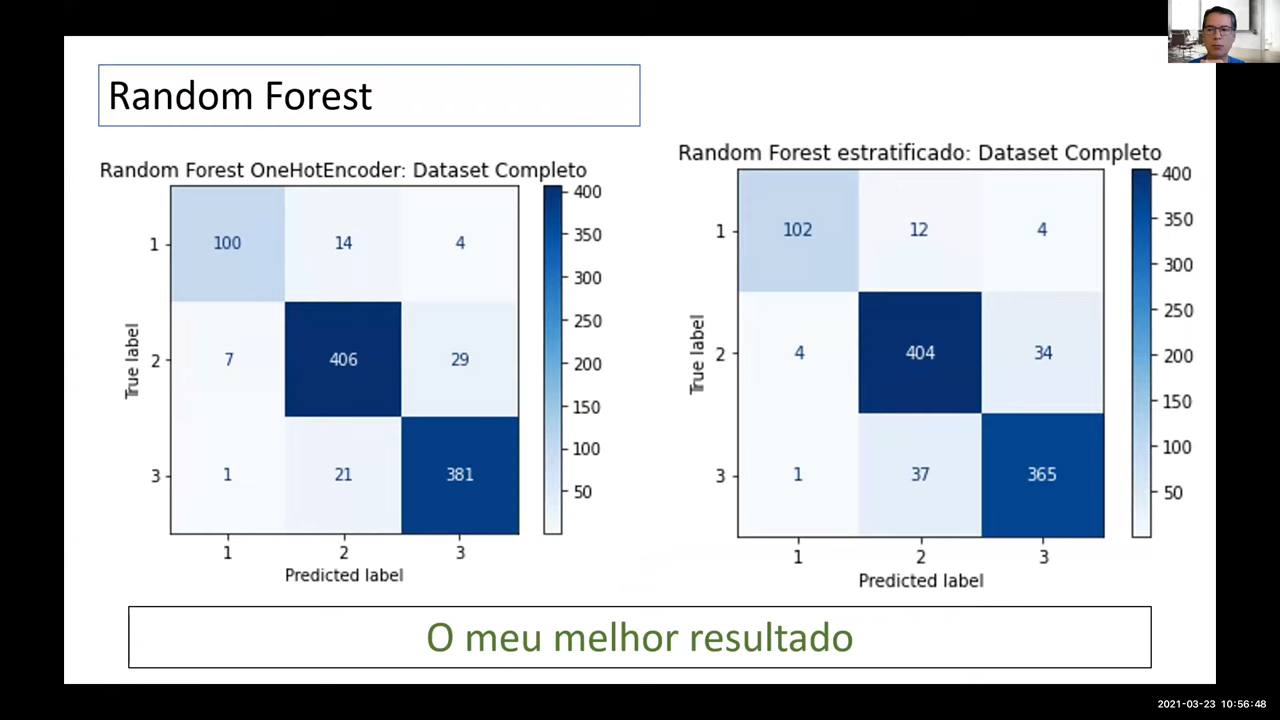 Random Forest
Random Forest OneHotEncoder: Dataset Completo
True label
1
2
3
100 14 4
7 406 29
1 21 381
1 2 3
Predicted label
400
350
300
250
200
150
100
50
Random Forest estratificado: Dataset Completo
True label
1
2
3
102 12 4
4 404 34
1 37 365
1 2 3
Predicted label
400
350
300
250
200
150
100
50
O meu melhor resultado
2021-03-23 10:56:48